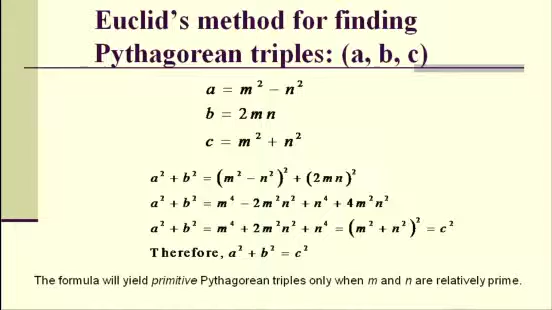 Euclid's method for finding
Pythagorean triples: (a, b, c)
a = m² − n²
b = 2mn
c = m² + n²
a² + b² = (m² − n²)² + (2mn)²
a² + b² = m⁴ − 2m²n² + n⁴ + 4m²n²
a² + b² = m⁴ + 2m²n² + n⁴ = (m² + n²)² = c²
Therefore, a² + b² = c²
The formula will yield primitive Pythagorean triples only when m and n are relatively prime.